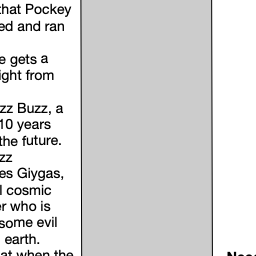 that Pockey
ed and ran
e gets a
ight from
zz Buzz, a
10 years
the future.
zz
es Giygas,
l cosmic
er who is
some evil
earth.
at when the